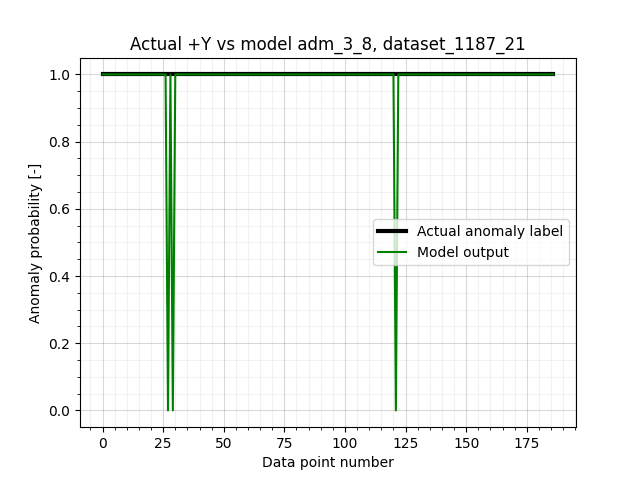 Actual +Y vs model adm_3_8, dataset_1187_21
Anomaly probability [-]
1.0
0.8
0.6
0.4
0.2
0.0
Actual anomaly label
Model output
0 25 50 75 100 125 150 175
Data point number